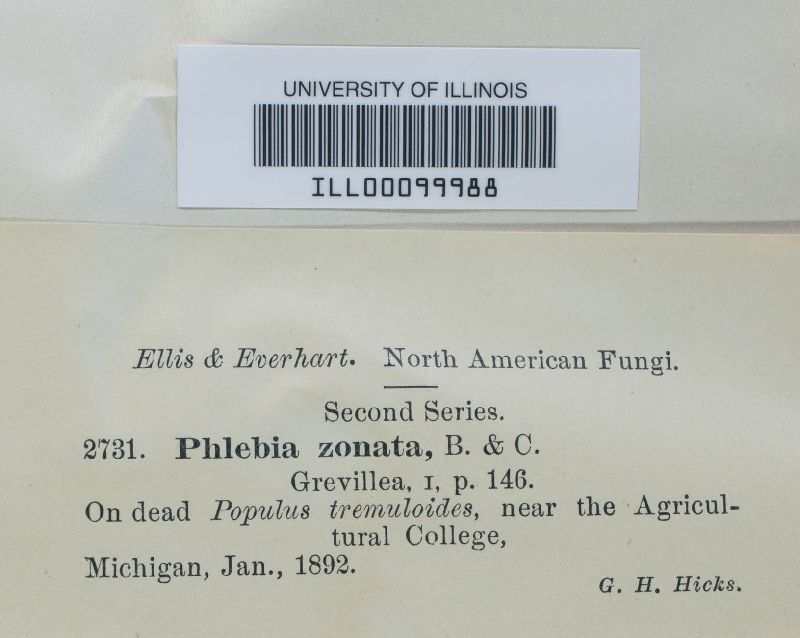 UNIVERSITY OF ILLINOIS
ILL00099988
Ellis & Everhart. North American Fungi.
Second Series.
2731. Phlebia zonata, B. & C.
Grevillea, I, p. 146.
On dead Populus tremuloides, near the Agricul-
tural College,
Michigan, Jan., 1892.
G. H. Hicks.